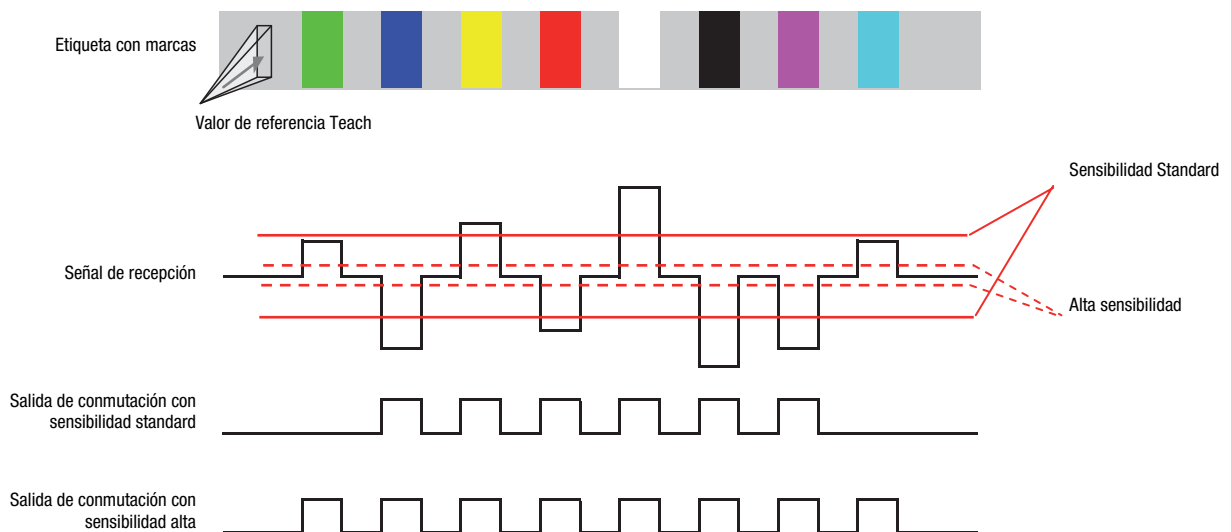 Etiqueta con marcas
Valor de referencia Teach
Sensibilidad Standard
Señal de recepción
Alta sensibilidad
Salida de conmutación con
sensibilidad standard
Salida de conmutación con
sensibilidad alta